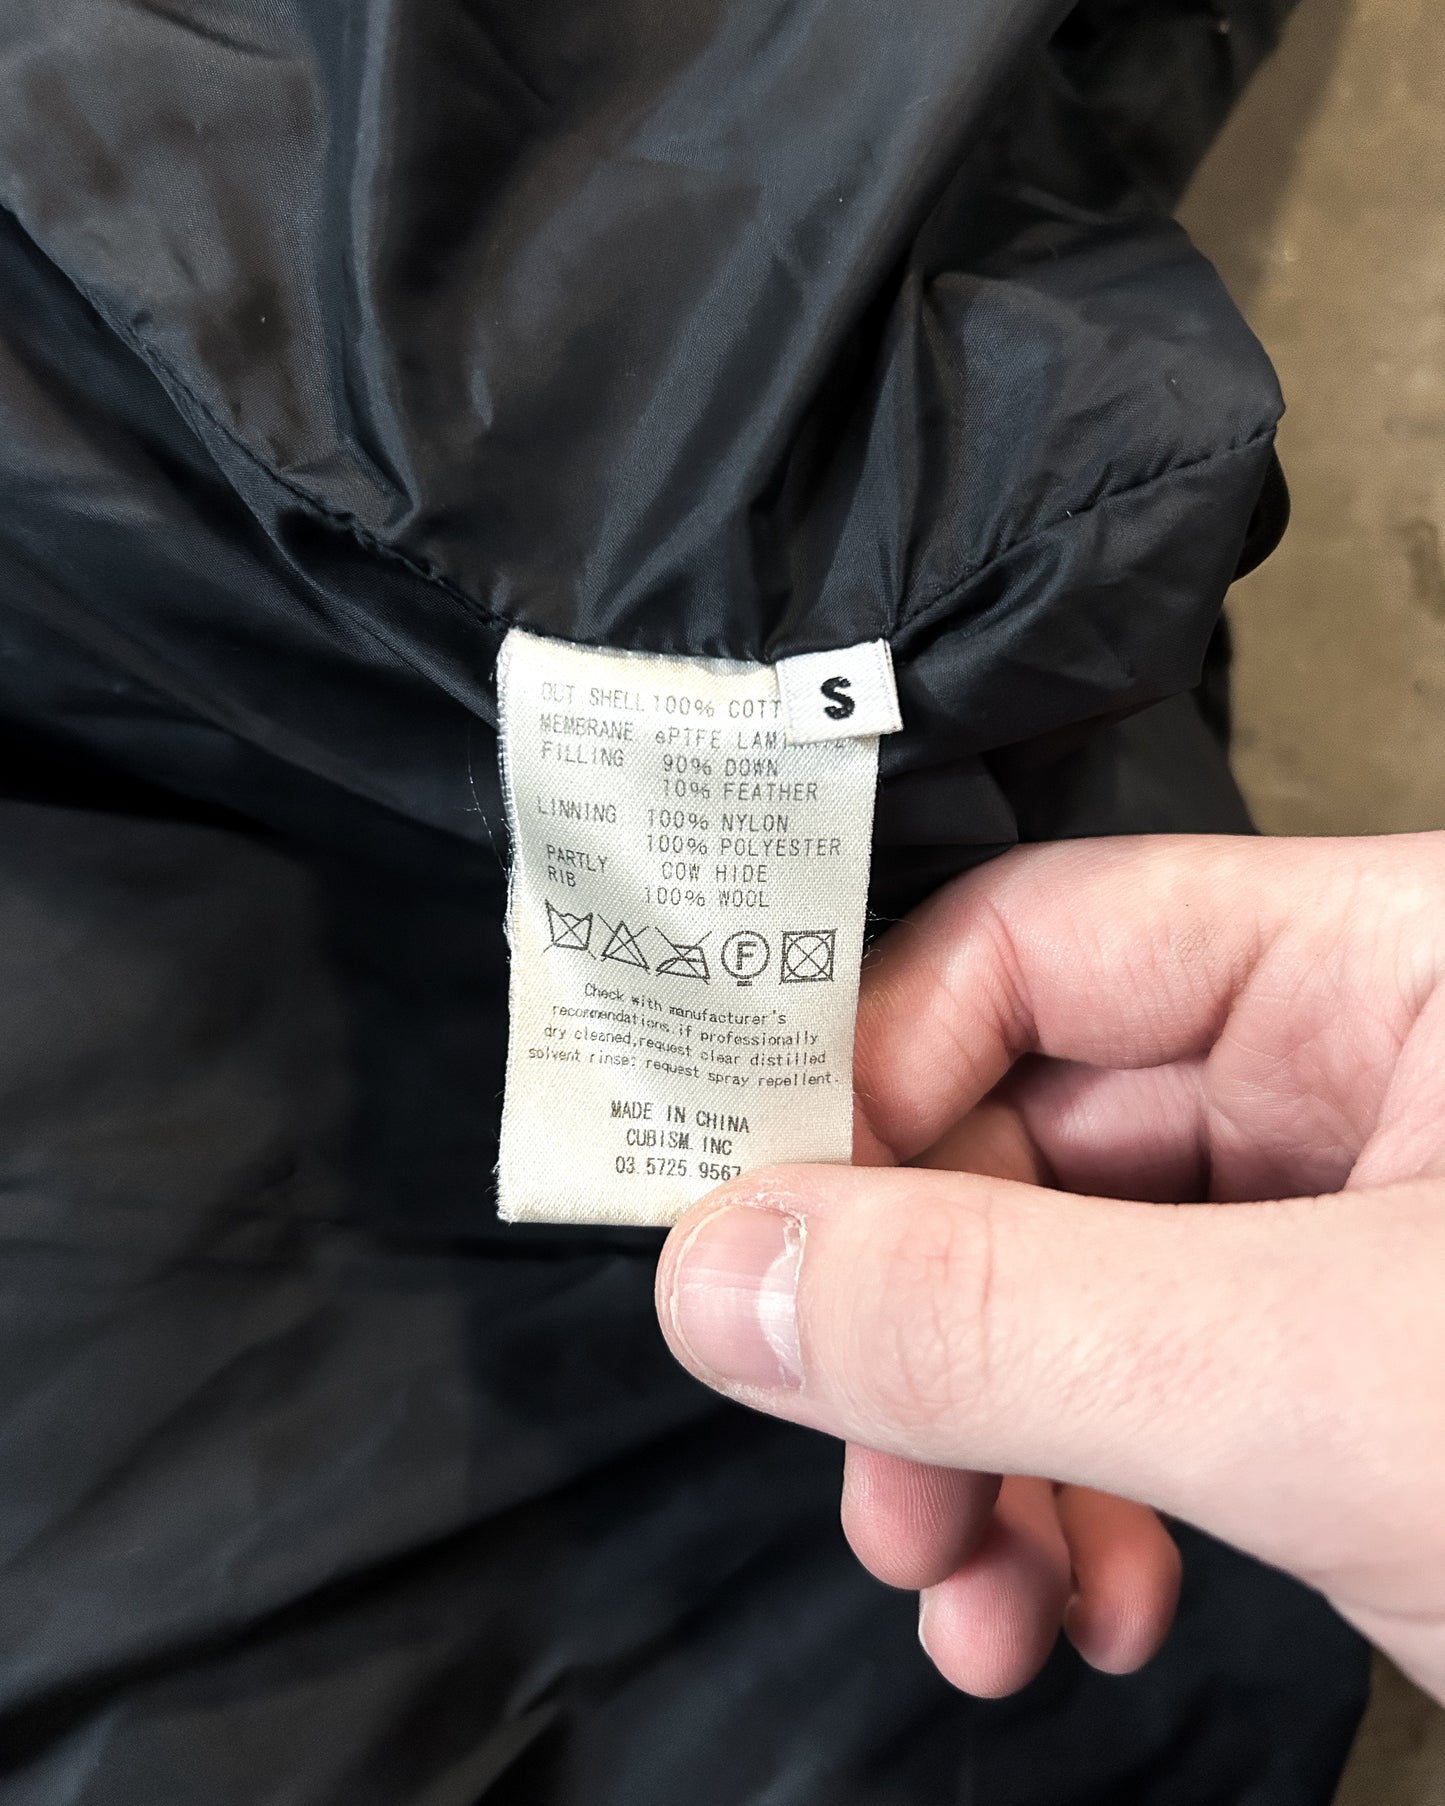 S
OUT SHELL 100% COTT
MEMBRANE ePTFE LAM
FILLING 90% DOWN
10% FEATHER
LINNING 100% NYLON
100% POLYESTER
PARTLY COW HIDE
RIB 100% WOOL
F
Check with manufacturer's
recommendations.if professionally
dry cleaned,request clear distilled
solvent rinse: request spray repellent.
MADE IN CHINA
CUBISM. INC
03.5725.9567